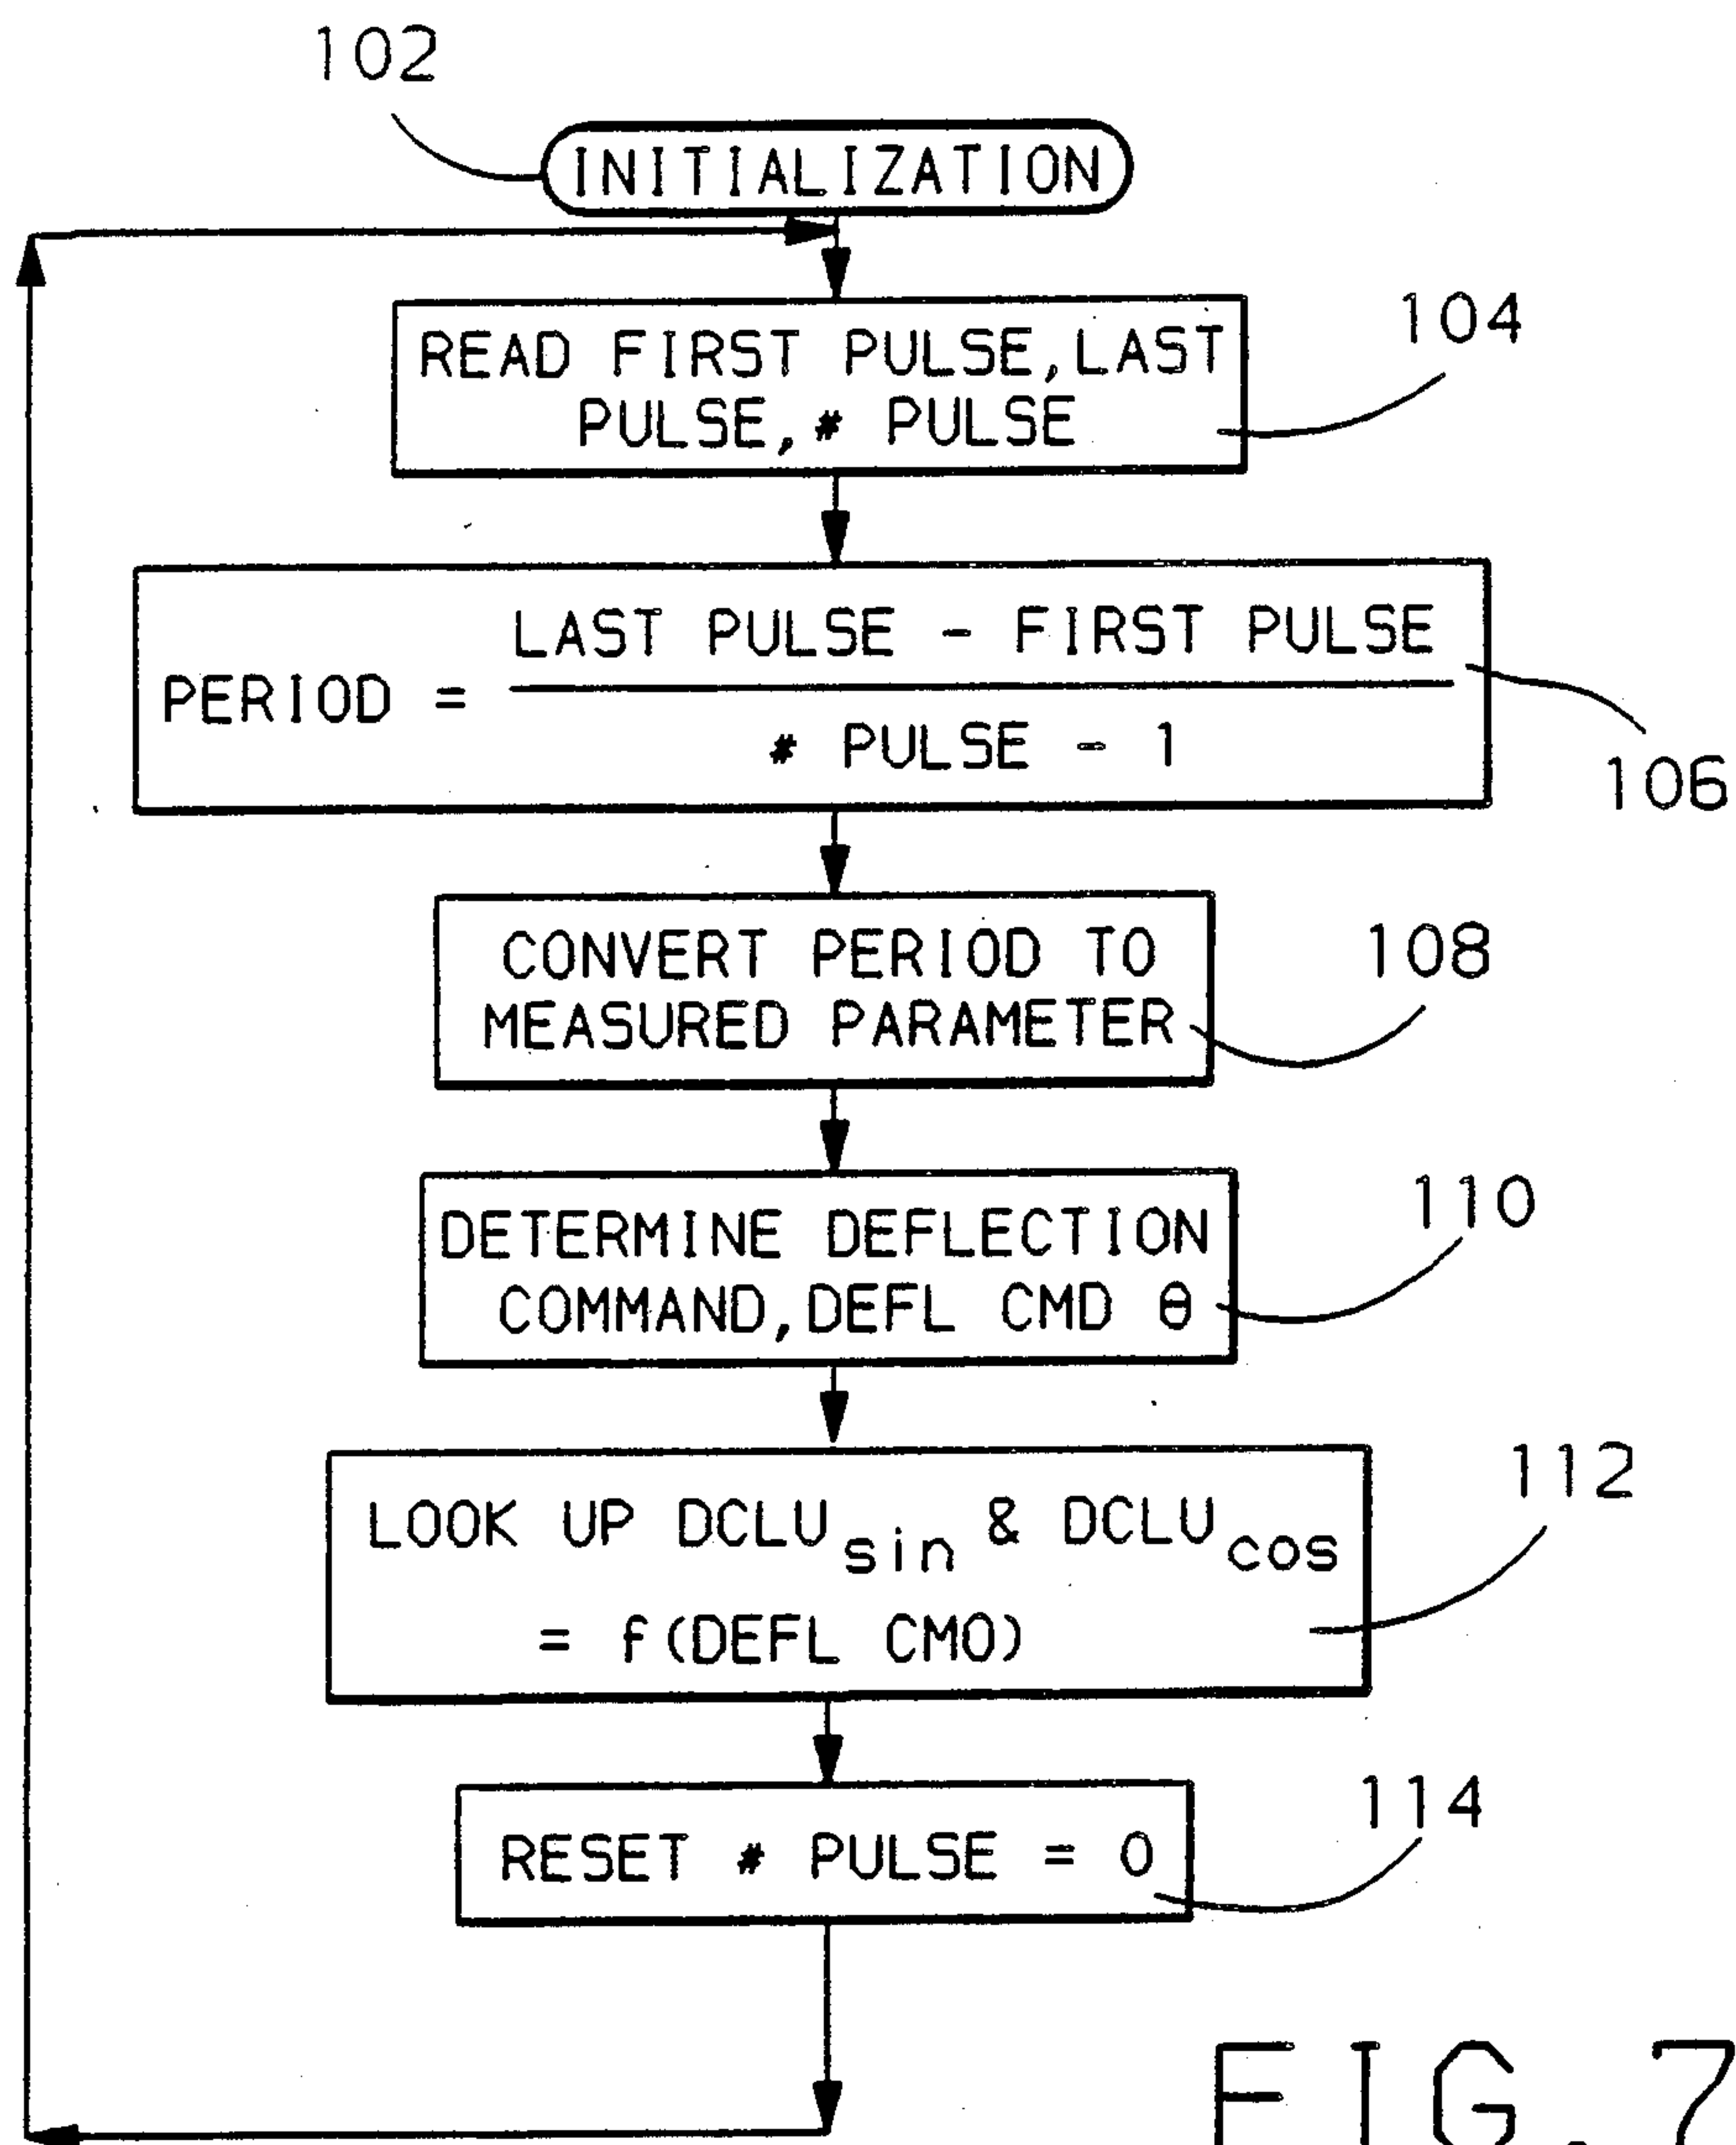 102
INITIALIZATION
READ FIRST PULSE, LAST
PULSE, # PULSE
104
LAST PULSE - FIRST PULSE
PERIOD =
# PULSE - 1
106
CONVERT PERIOD TO
MEASURED PARAMETER
108
DETERMINE DEFLECTION
COMMAND, DEFL CMD θ
110
LOOK UP DCLU sin & DCLU cos
= f(DEFL CMO)
112
RESET # PULSE = 0
114
FIG. 7